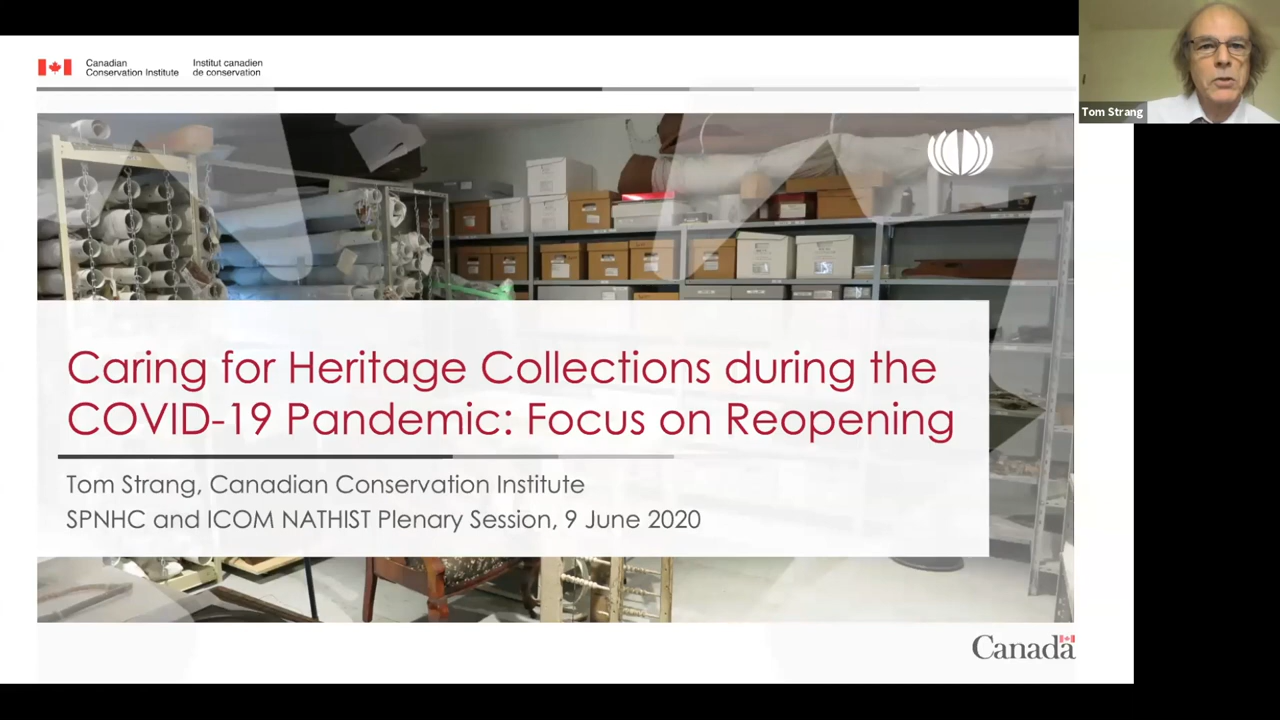 Canadian Institut canadien
Conservation Institute de conservation
Tom Strang
Caring for Heritage Collections during the
COVID-19 Pandemic: Focus on Reopening
Tom Strang, Canadian Conservation Institute
SPNHC and ICOM NATHIST Plenary Session, 9 June 2020
Canada